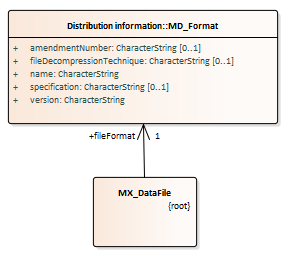 Distribution information::MD_Format
+ amendmentNumber: CharacterString [0..1]
+ fileDecompressionTechnique: CharacterString [0..1]
+ name: CharacterString
+ specification: CharacterString [0..1]
+ version: CharacterString
+fileFormat 1
MX_DataFile
{root}